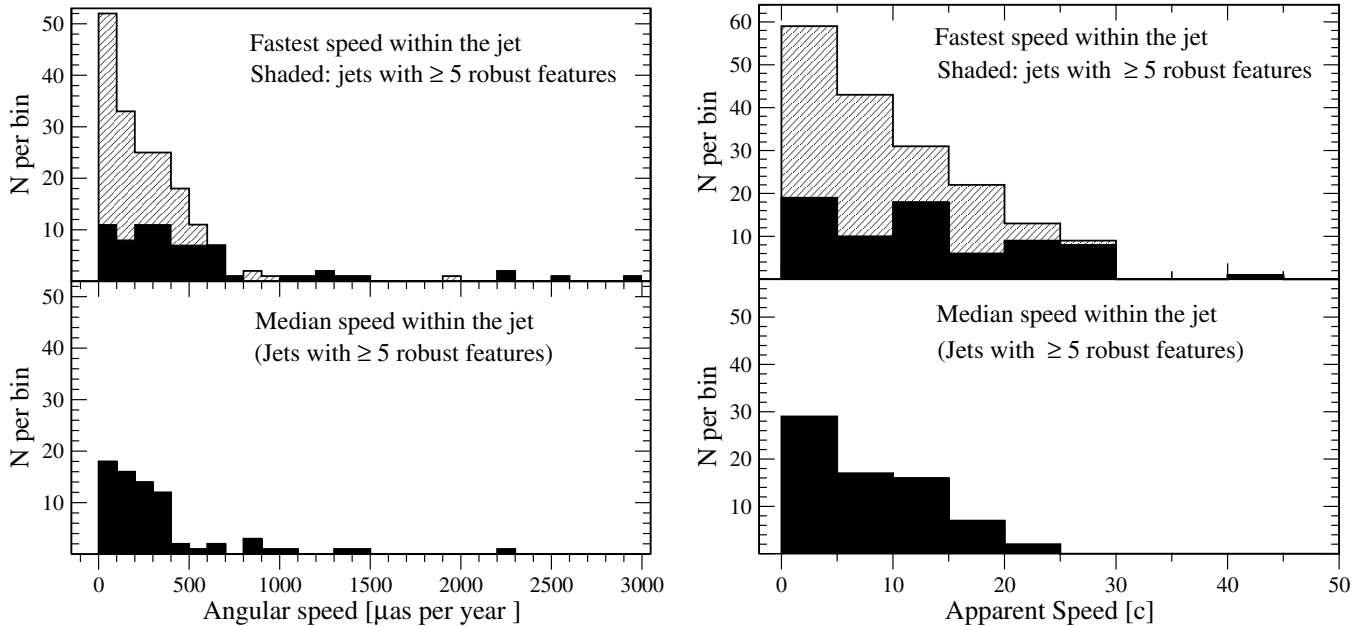 50
40
30
20
10
N per bin
Fastest speed within the jet
Shaded: jets with ≥ 5 robust features
50
40
30
20
10
N per bin
Median speed within the jet
(Jets with ≥ 5 robust features)
0 500 1000 1500 2000 2500 3000
Angular speed [μas per year ]
60
50
40
30
20
10
N per bin
Fastest speed within the jet
Shaded: jets with ≥ 5 robust features
50
40
30
20
10
N per bin
Median speed within the jet
(Jets with ≥ 5 robust features)
0 10 20 30 40 50
Apparent Speed [c]